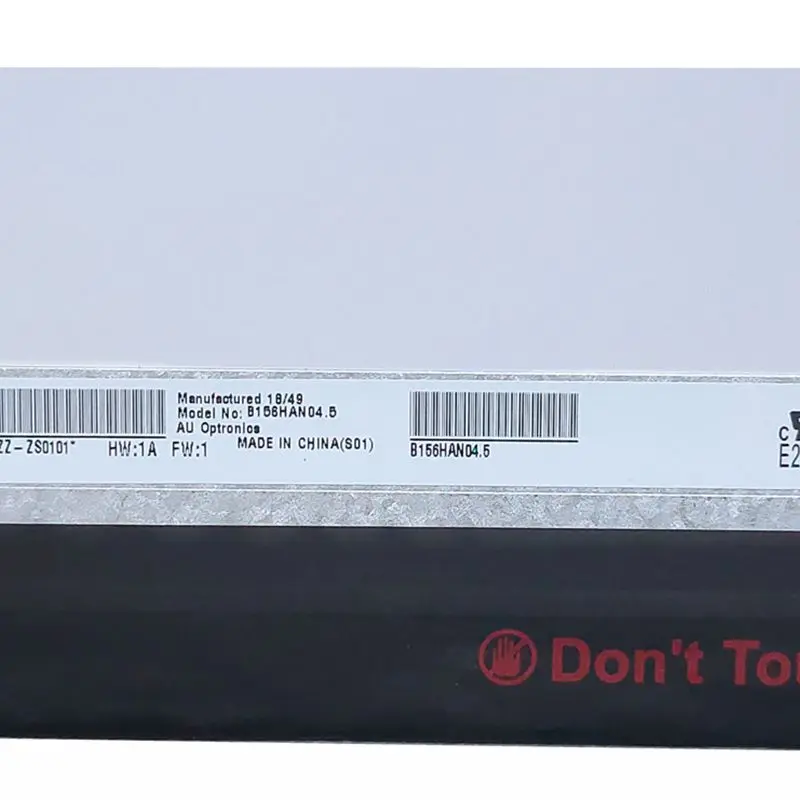 Manufactured 18/49
Model No: B156HAN04.5
AU Optronics
ZZ-ZS0101* HW:1A FW:1 MADE IN CHINA(S01)
B156HAN04.5
C
E2
Don't To